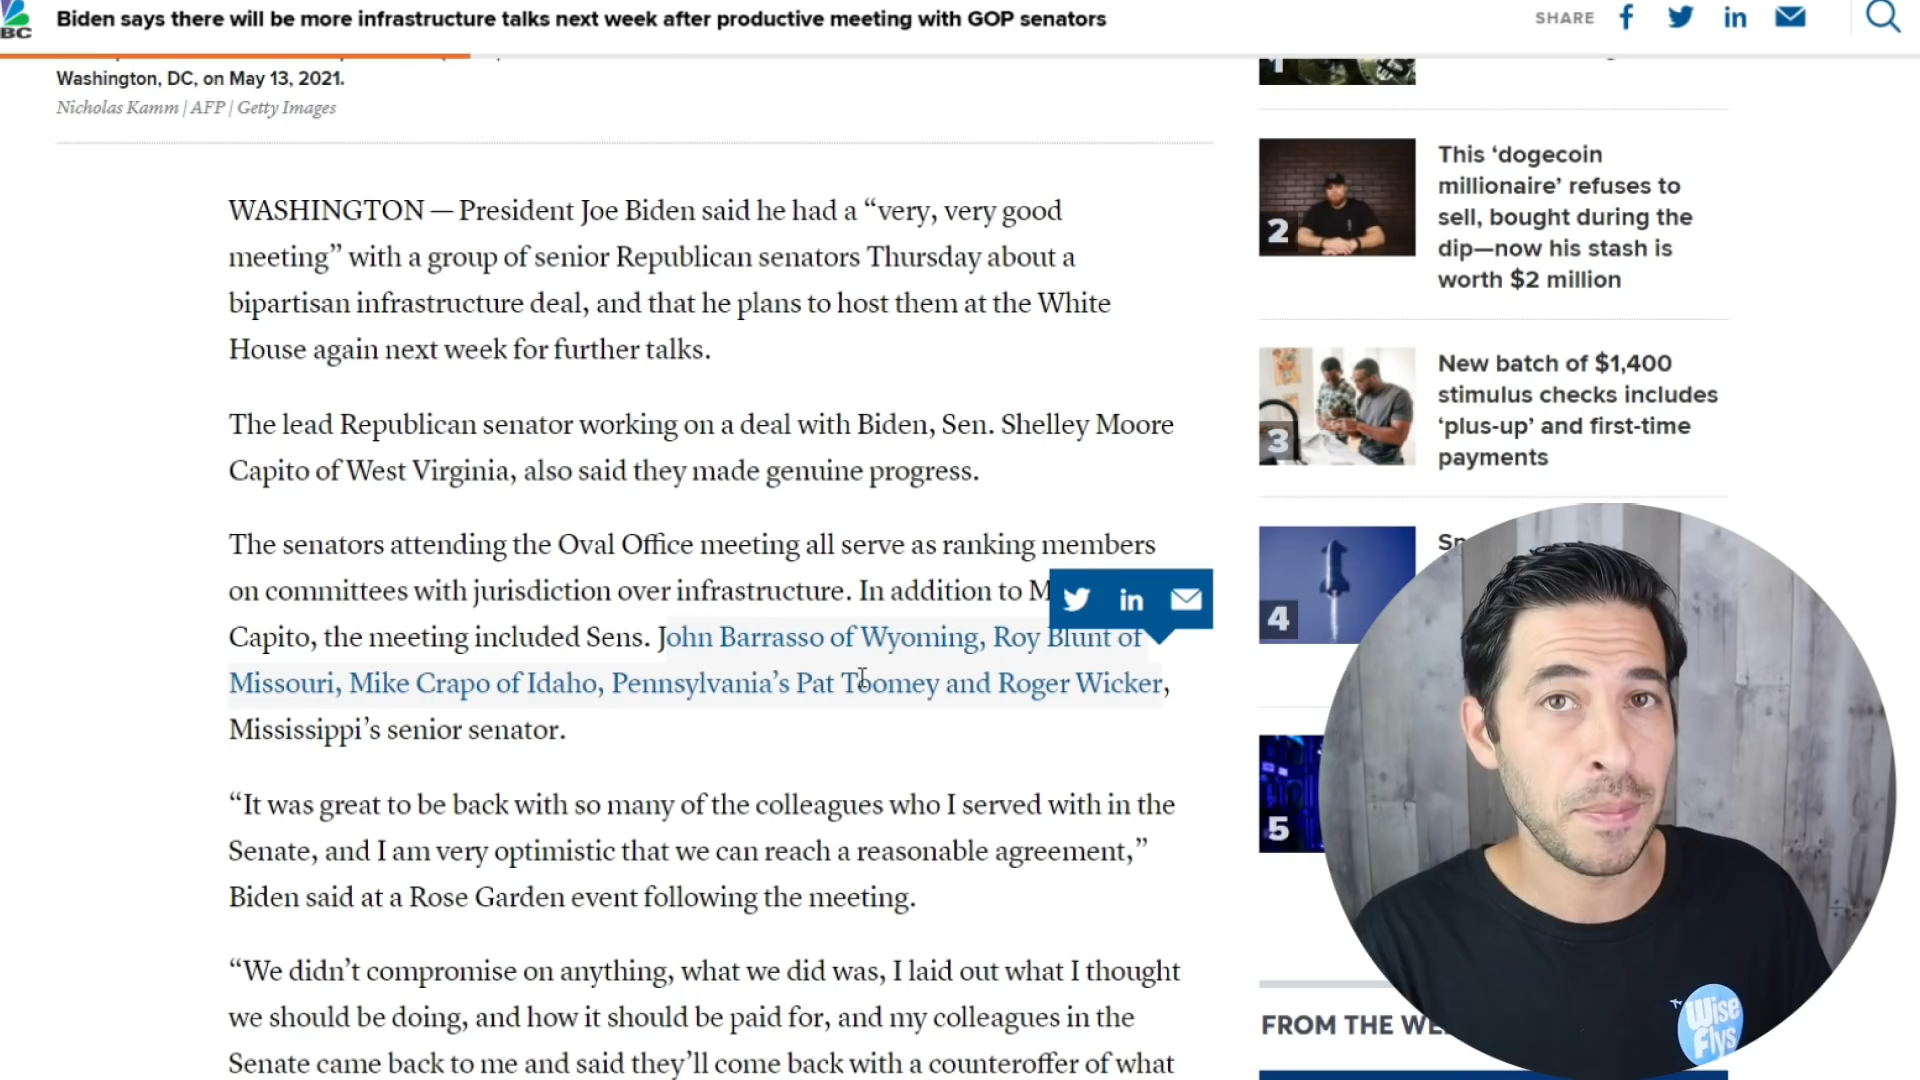 BC
Biden says there will be more infrastructure talks next week after productive meeting with GOP senators
SHARE
Washington, DC, on May 13, 2021.
Nicholas Kamm | AFP | Getty Images
WASHINGTON — President Joe Biden said he had a “very, very good
meeting” with a group of senior Republican senators Thursday about a
bipartisan infrastructure deal, and that he plans to host them at the White
House again next week for further talks.
The lead Republican senator working on a deal with Biden, Sen. Shelley Moore
Capito of West Virginia, also said they made genuine progress.
The senators attending the Oval Office meeting all serve as ranking members
on committees with jurisdiction over infrastructure. In addition to M
Capito, the meeting included Sens. John Barrasso of Wyoming, Roy Blunt of
Missouri, Mike Crapo of Idaho, Pennsylvania’s Pat Toomey and Roger Wicker,
Mississippi’s senior senator.
“It was great to be back with so many of the colleagues who I served with in the
Senate, and I am very optimistic that we can reach a reasonable agreement,”
Biden said at a Rose Garden event following the meeting.
“We didn’t compromise on anything, what we did was, I laid out what I thought
we should be doing, and how it should be paid for, and my colleagues in the
Senate came back to me and said they’ll come back with a counteroffer of what
1
2
This ‘dogecoin
millionaire’ refuses to
sell, bought during the
dip—now his stash is
worth $2 million
3
New batch of $1,400
stimulus checks includes
‘plus-up’ and first-time
payments
4
5
FROM THE WE
Wise
Flys